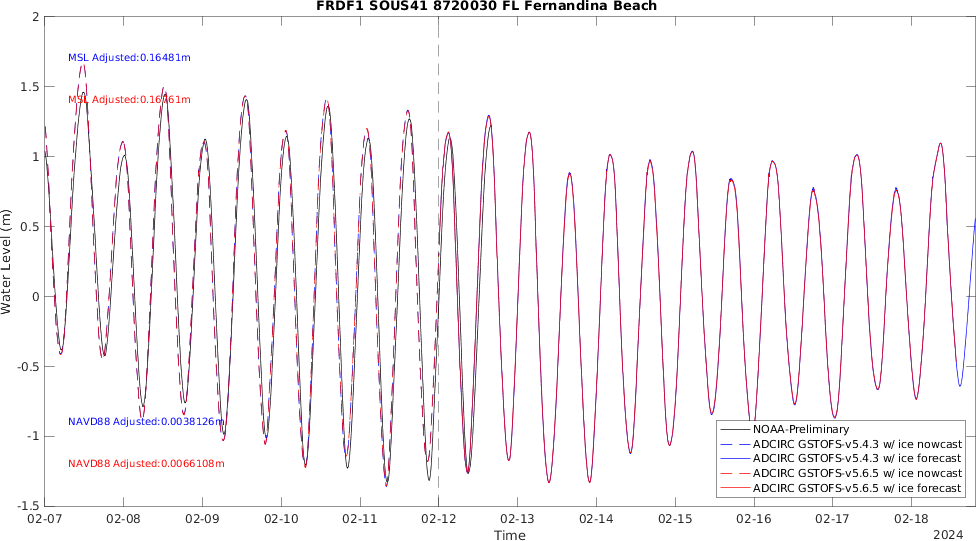 FRDF1 SOUS41 8720030 FL Fernandina Beach
2
1.5
1
0.5
0
-0.5
-1
-1.5
Water Level (m)
MSL Adjusted:0.16481m
MSL Adjusted:
NAVD88 Adjusted:0.0038126m
NAVD88 Adjusted:0.0066108m
NOAA-Preliminary
ADCIRC GSTOFS-v5.4.3 w/ ice nowcast
ADCIRC GSTOFS-v5.4.3 w/ ice forecast
ADCIRC GSTOFS-v5.6.5 w/ ice nowcast
ADCIRC GSTOFS-v5.6.5 w/ ice forecast
02-07 02-08 02-09 02-10 02-11 02-12 02-13 02-14 02-15 02-16 02-17 02-18
Time
2024